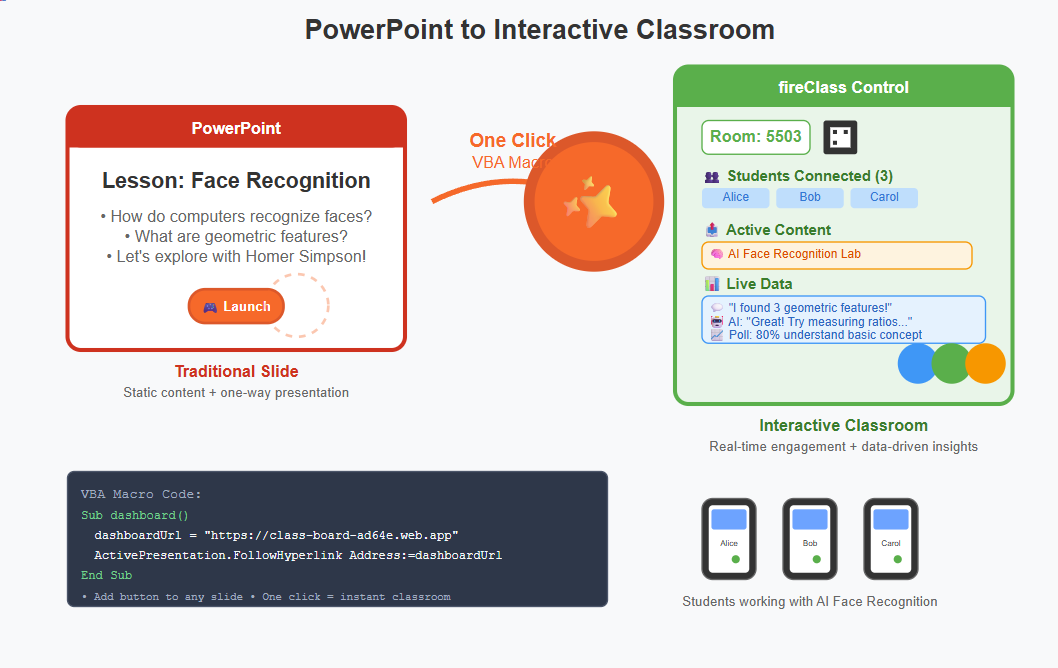 PowerPoint to Interactive Classroom
PowerPoint
Lesson: Face Recognition
• How do computers recognize faces?
• What are geometric features?
• Let's explore with Homer Simpson!
Launch
Traditional Slide
Static content + one-way presentation
One Click
VBA Macro
fireClass Control
Room: 5503
Students Connected (3)
Alice Bob Carol
Active Content
AI Face Recognition Lab
Live Data
"I found 3 geometric features!"
AI: "Great! Try measuring ratios..."
Poll: 80% understand basic concept
Interactive Classroom
Real-time engagement + data-driven insights
VBA Macro Code:
Sub dashboard()
dashboardUrl = "https://class-board-ad64e.web.app"
ActivePresentation.FollowHyperlink Address:=dashboardUrl
End Sub
• Add button to any slide • One click = instant classroom
Alice Bob Carol
Students working with AI Face Recognition